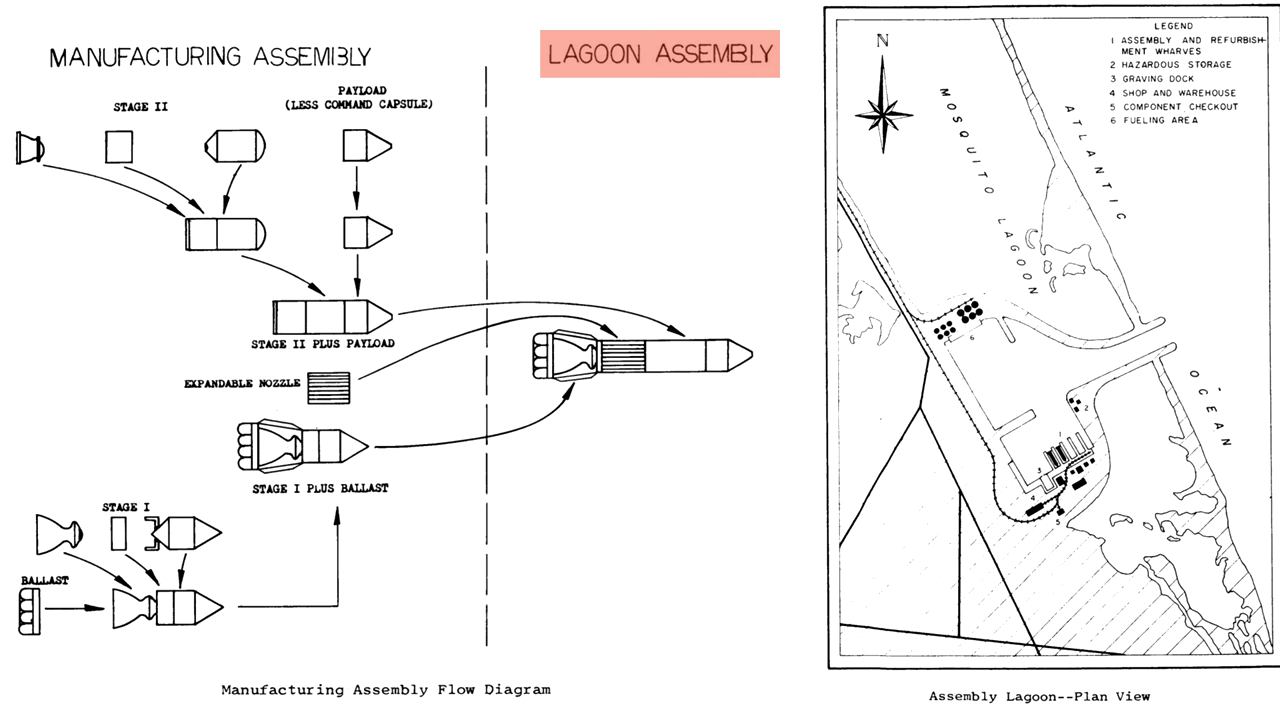 MANUFACTURING ASSEMBLY
LAGOON ASSEMBLY
STAGE II
PAYLOAD
(LESS COMMAND CAPSULE)
STAGE II PLUS PAYLOAD
EXPANDABLE NOZZLE
STAGE I PLUS BALLAST
STAGE I
BALLAST
Manufacturing Assembly Flow Diagram
N
LEGEND
1 ASSEMBLY AND REFURBISH-
MENT WHARVES
2 HAZARDOUS STORAGE
3 GRAVING DOCK
4 SHOP AND WAREHOUSE
5 COMPONENT CHECKOUT
6 FUELING AREA
MOSQUITO LAGOON
ATLANTIC
OCEAN
6
2
1
3
4
5
Assembly Lagoon--Plan View